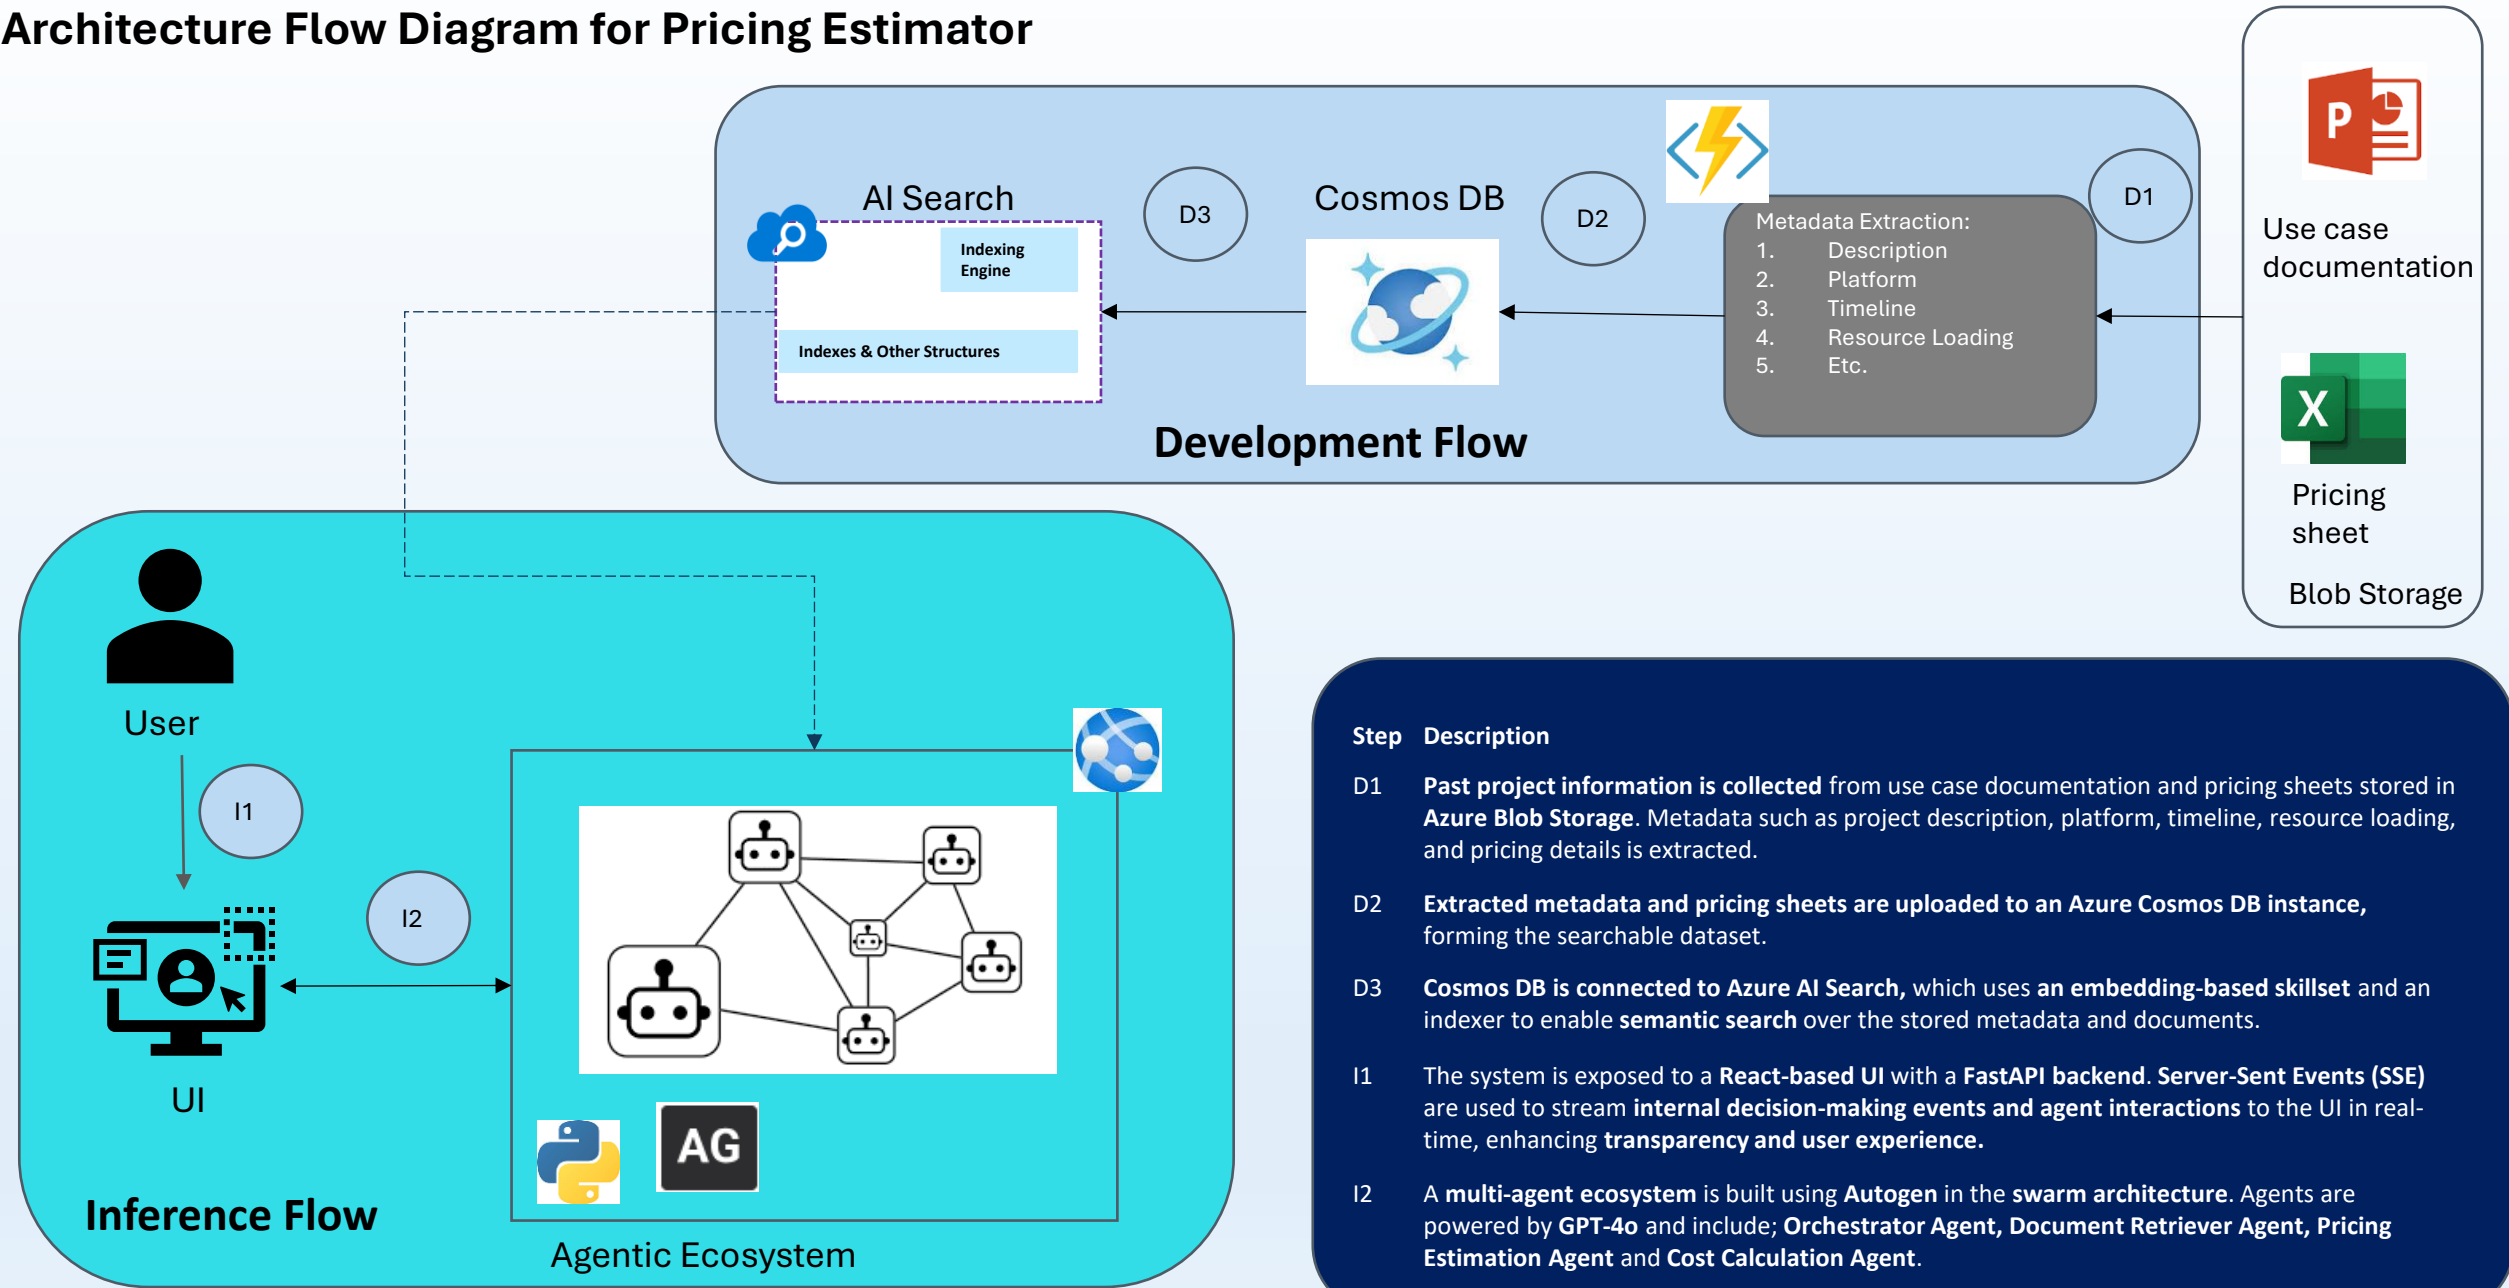 Architecture Flow Diagram for Pricing Estimator
AI Search
Indexing
Engine
Indexes & Other Structures
D3
Cosmos DB
D2
Metadata Extraction:
1. Description
2. Platform
3. Timeline
4. Resource Loading
5. Etc.
D1
Development Flow
P
Use case
documentation
X
Pricing
sheet
Blob Storage
User
I1
I2
UI
AG
Inference Flow
Agentic Ecosystem
Step Description
D1 Past project information is collected from use case documentation and pricing sheets stored in
Azure Blob Storage. Metadata such as project description, platform, timeline, resource loading,
and pricing details is extracted.
D2 Extracted metadata and pricing sheets are uploaded to an Azure Cosmos DB instance,
forming the searchable dataset.
D3 Cosmos DB is connected to Azure AI Search, which uses an embedding-based skillset and an
indexer to enable semantic search over the stored metadata and documents.
I1 The system is exposed to a React-based UI with a FastAPI backend. Server-Sent Events (SSE)
are used to stream internal decision-making events and agent interactions to the UI in real-
time, enhancing transparency and user experience.
I2 A multi-agent ecosystem is built using Autogen in the swarm architecture. Agents are
powered by GPT-4o and include; Orchestrator Agent, Document Retriever Agent, Pricing
Estimation Agent and Cost Calculation Agent.